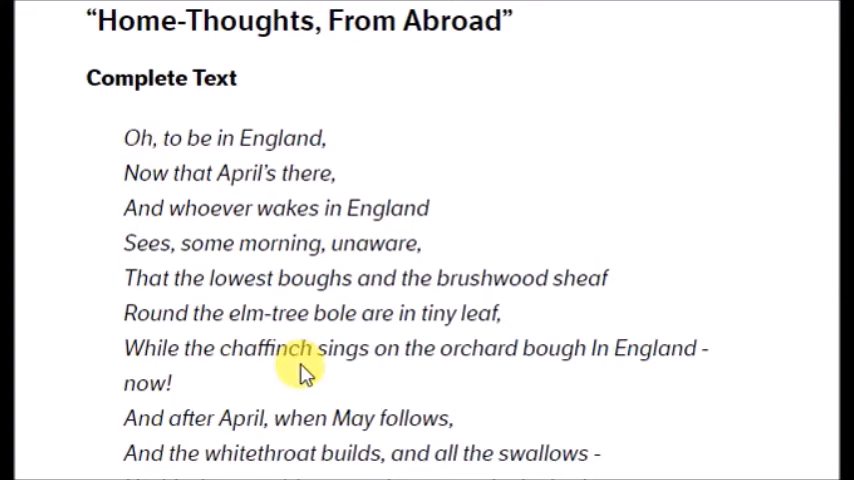 “Home-Thoughts, From Abroad”
Complete Text
Oh, to be in England,
Now that April’s there,
And whoever wakes in England
Sees, some morning, unaware,
That the lowest boughs and the brushwood sheaf
Round the elm-tree bole are in tiny leaf,
While the chaffinch sings on the orchard bough In England -
now!
And after April, when May follows,
And the whitethroat builds, and all the swallows -